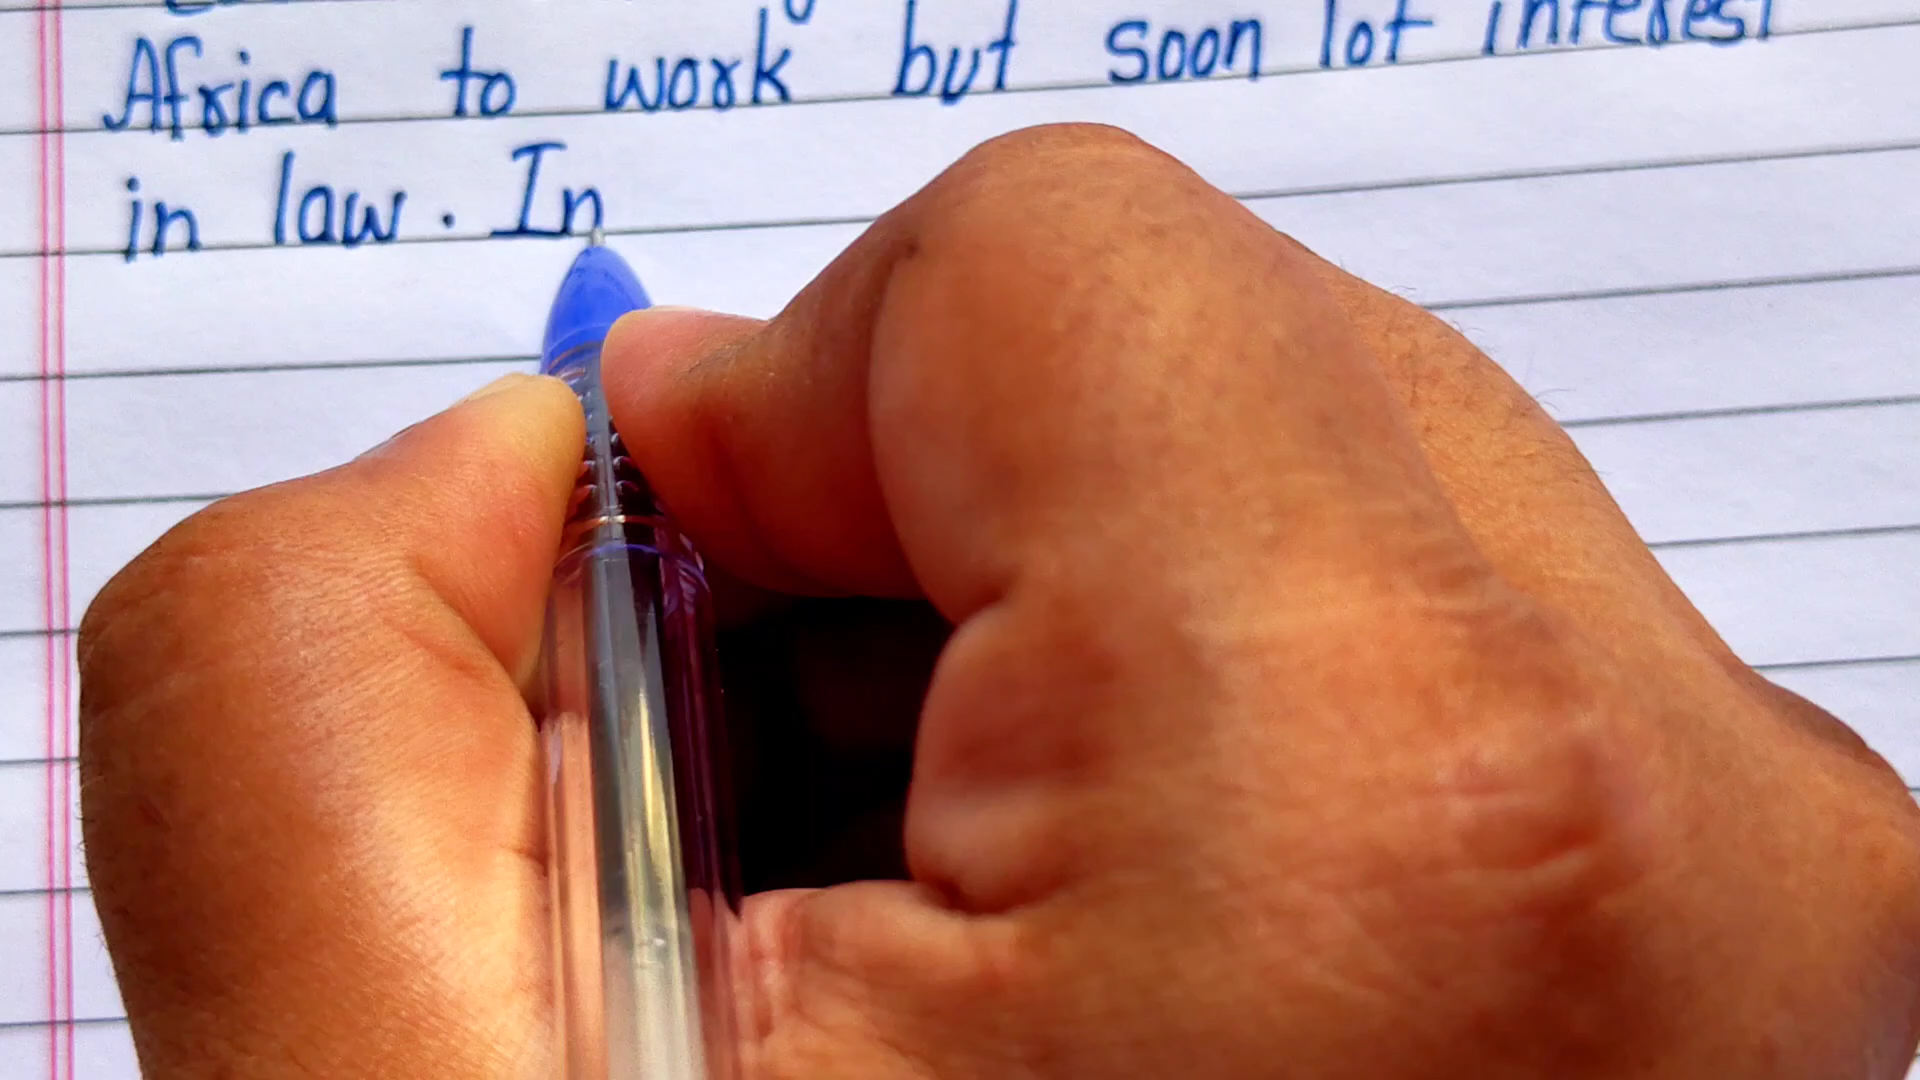 Africa to work but soon lot interest
in law. In